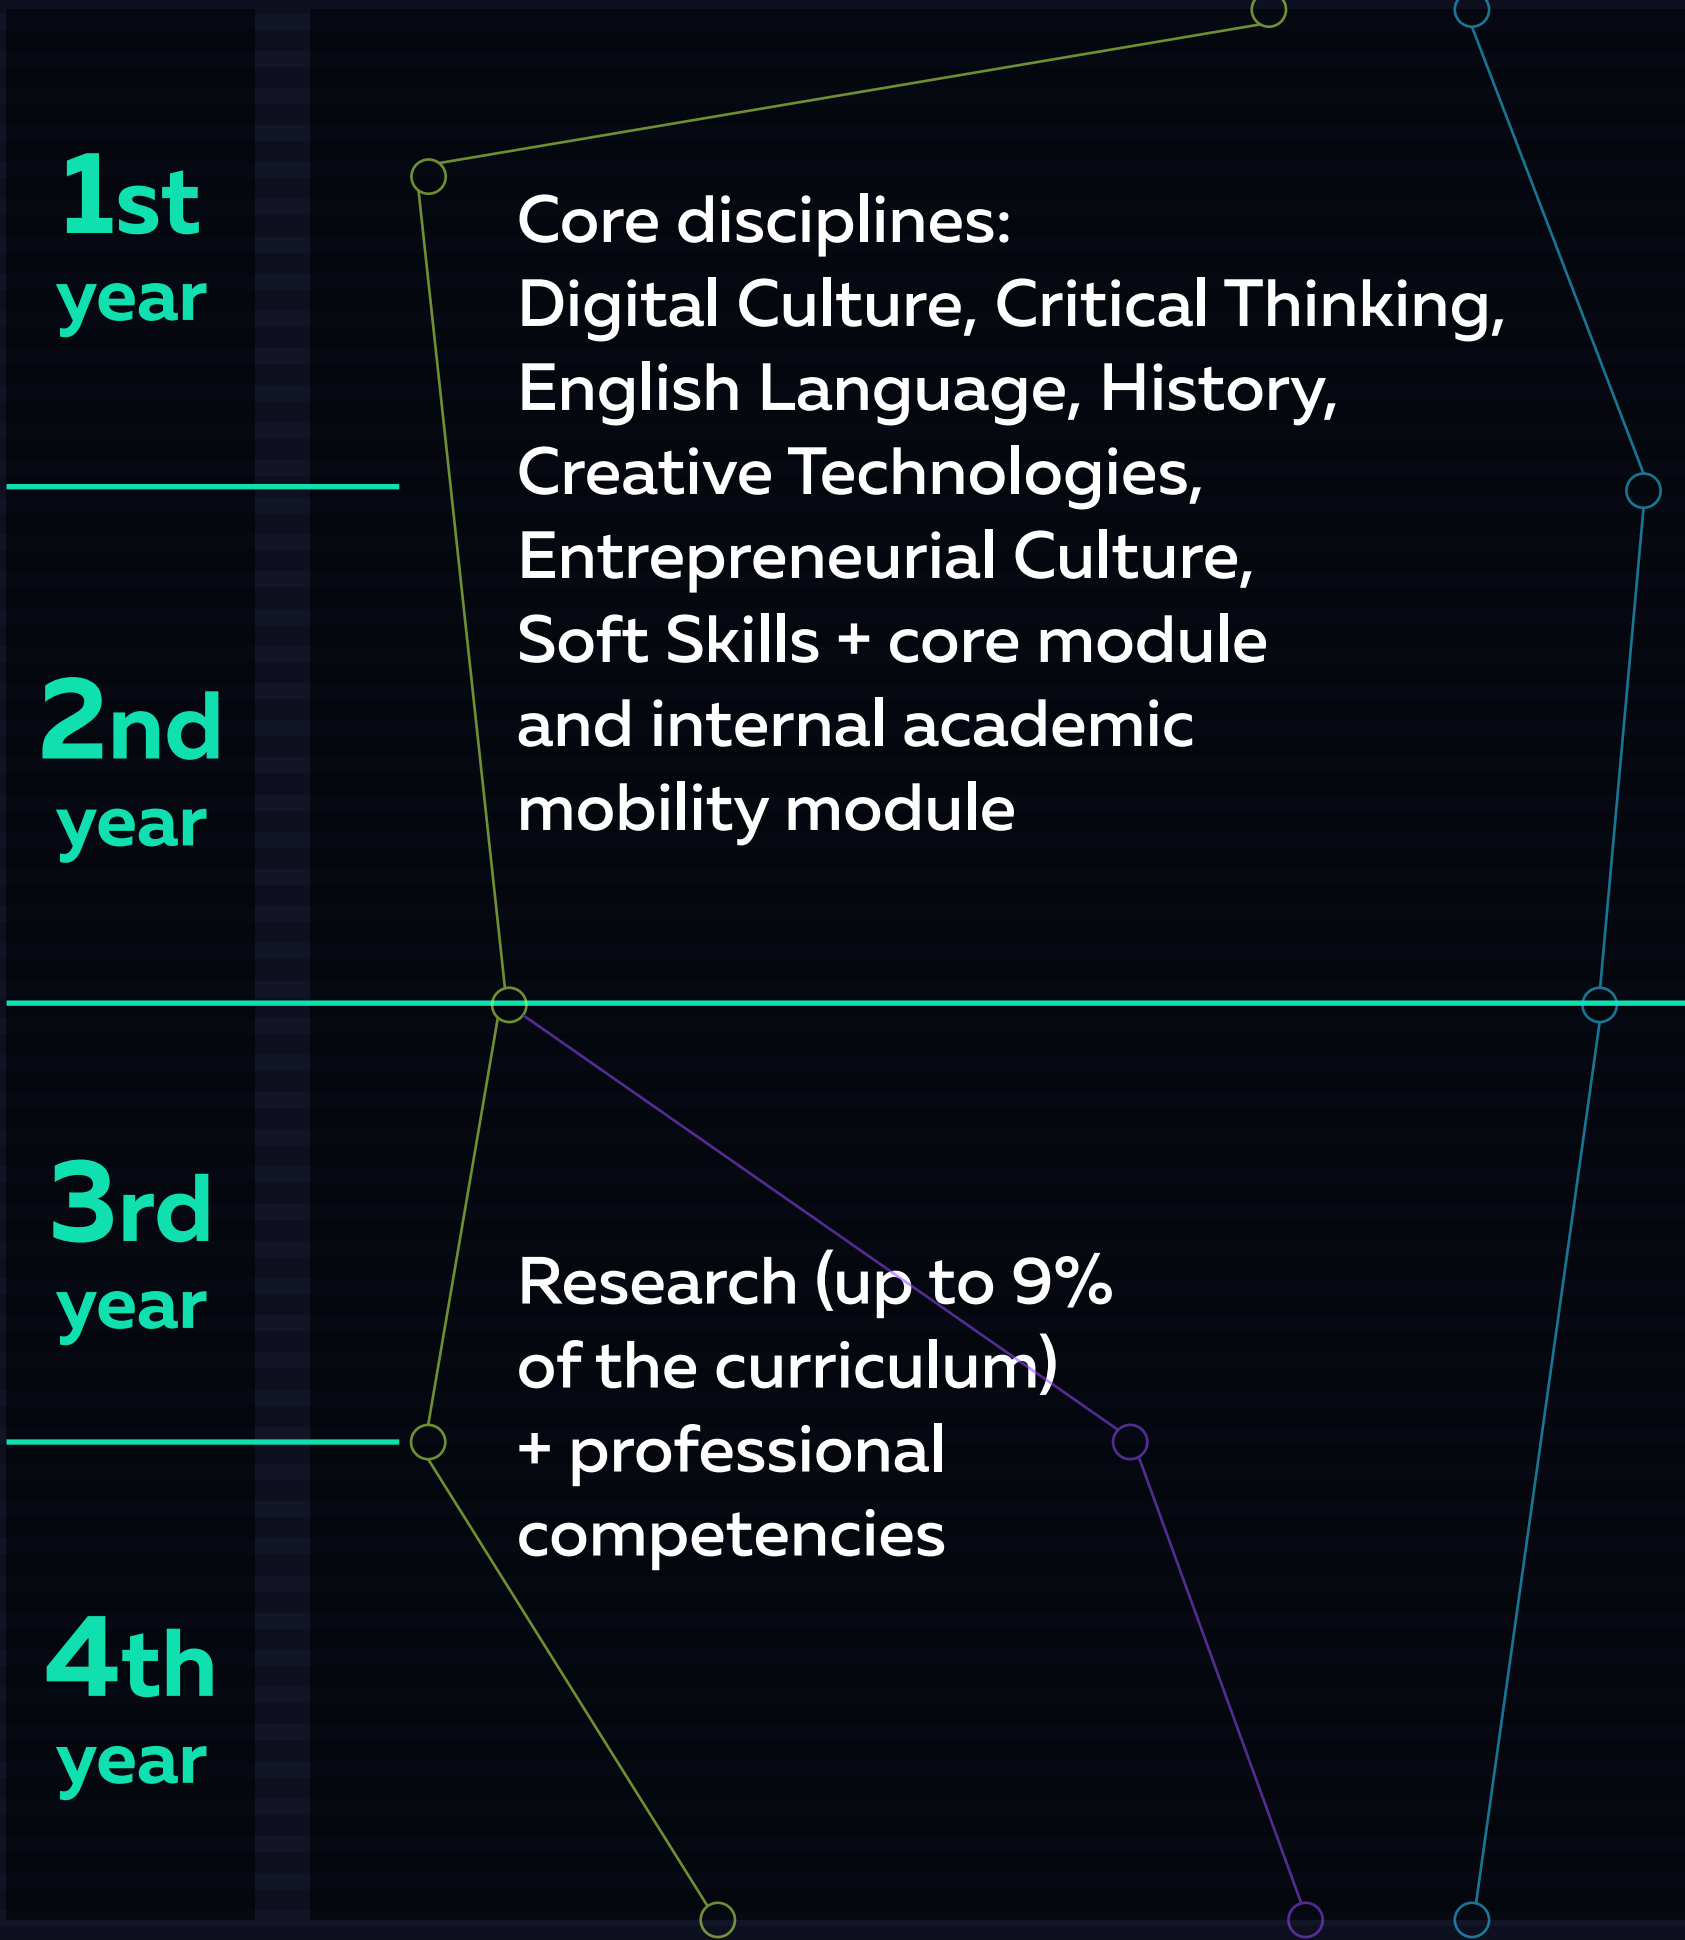 1st
year
Core disciplines:
Digital Culture, Critical Thinking,
English Language, History,
Creative Technologies,
Entrepreneurial Culture,
Soft Skills + core module
and internal academic
mobility module
2nd
year
3rd
year
Research (up to 9%
of the curriculum)
+ professional
competencies
4th
year